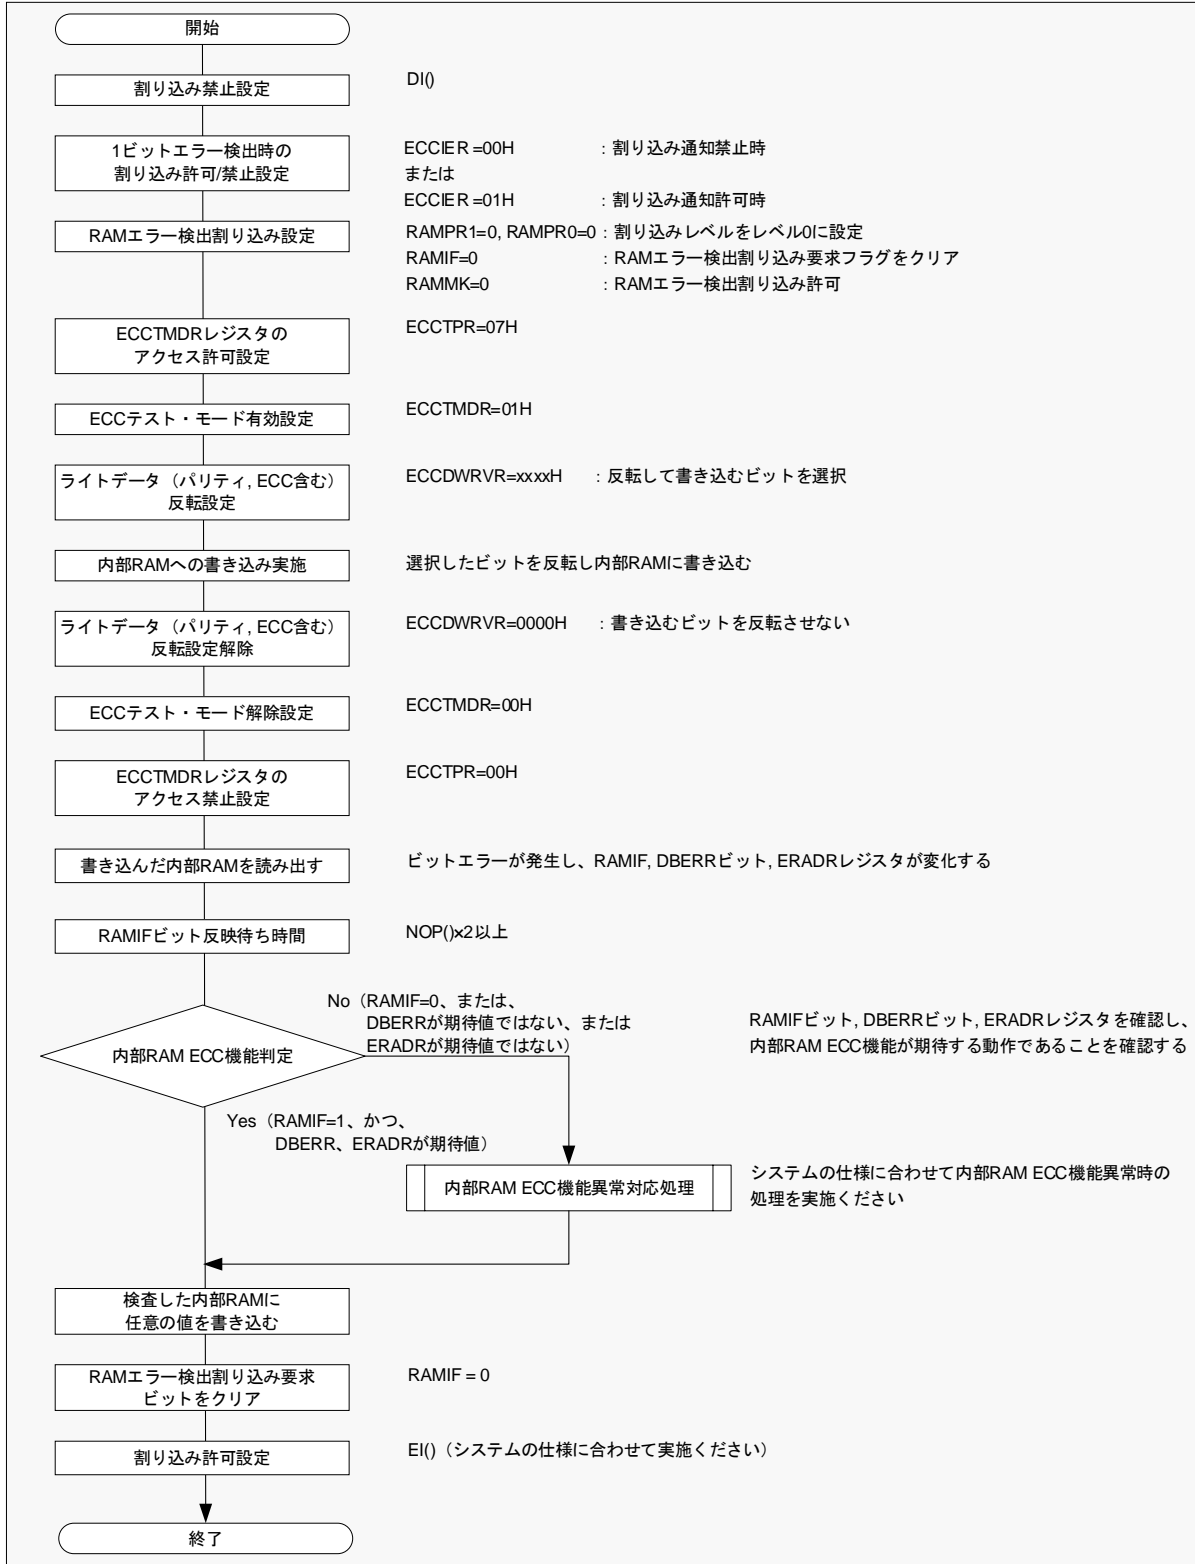 開始
割り込み禁止設定
DI()
1ビットエラー検出時の
割り込み許可/禁止設定
ECCIER=00H ：割り込み通知禁止時
または
ECCIER=01H ：割り込み通知許可時
RAMエラー検出割り込み設定
RAMPR1=0, RAMPR0=0：割り込みレベルをレベル0に設定
RAMIF=0 ：RAMエラー検出割り込み要求フラグをクリア
RAMMK=0 ：RAMエラー検出割り込み許可
ECCTMDRレジスタの
アクセス許可設定
ECCTPR=07H
ECCテスト・モード有効設定
ECCTMDR=01H
ライトデータ（パリティ, ECC含む）
反転設定
ECCDWRVR=xxxxH ：反転して書き込むビットを選択
内部RAMへの書き込み実施
選択したビットを反転し内部RAMに書き込む
ライトデータ（パリティ, ECC含む）
反転設定解除
ECCDWRVR=0000H ：書き込むビットを反転させない
ECCテスト・モード解除設定
ECCTMDR=00H
ECCTMDRレジスタの
アクセス禁止設定
ECCTPR=00H
書き込んだ内部RAMを読み出す
ビットエラーが発生し、RAMIF, DBERRビット, ERADRレジスタが変化する
RAMIFビット反映待ち時間
NOP()×2以上
No（RAMIF=0、または、
DBERRが期待値ではない、または
ERADRが期待値ではない）
内部RAM ECC機能判定
RAMIFビット, DBERRビット, ERADRレジスタを確認し、
内部RAM ECC機能が期待する動作であることを確認する
Yes（RAMIF=1、かつ、
DBERR、ERADRが期待値）
内部RAM ECC機能異常対応処理
システムの仕様に合わせて内部RAM ECC機能異常時の
処理を実施ください
検査した内部RAMに
任意の値を書き込む
RAMエラー検出割り込み要求
ビットをクリア
RAMIF = 0
割り込み許可設定
EI()（システムの仕様に合わせて実施ください）
終了